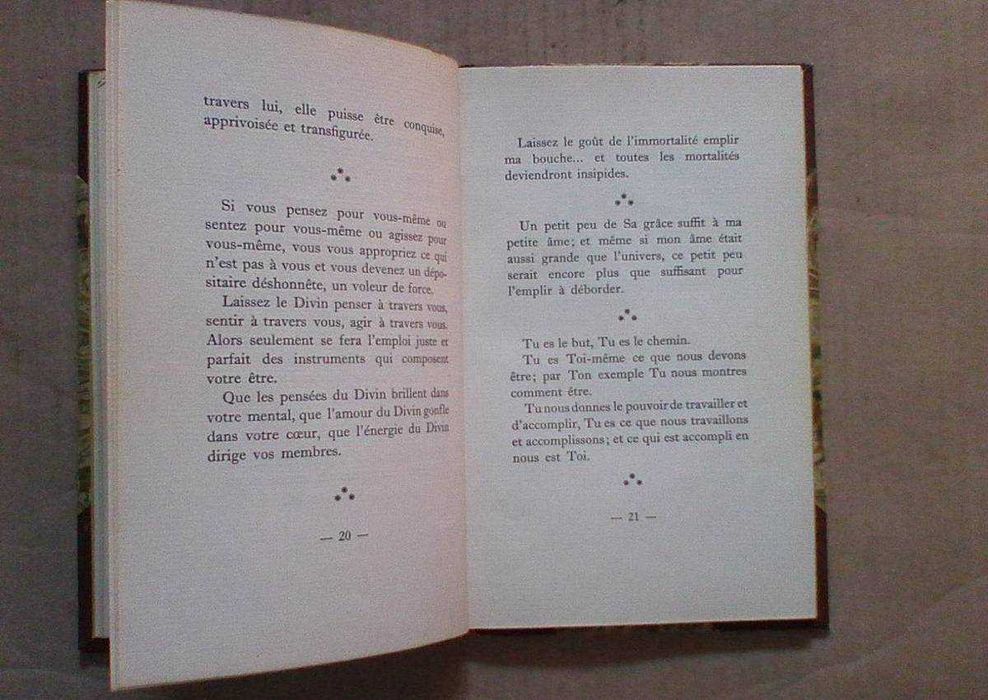 travers lui, elle puisse être conquise,
apprivoisée et transfigurée.
Si vous pensez pour vous-même ou
sentez pour vous-même ou agissez pour
vous-même, vous vous appropriez ce qui
n'est pas à vous et vous devenez un dépo-
sitaire déshonnête, un voleur de force.
Laissez le Divin penser à travers vous,
sentir à travers vous, agir à travers vous.
Alors seulement se fera l'emploi juste et
parfait des instruments qui composent
votre être.
Que les pensées du Divin brillent dans
votre mental, que l'amour du Divin gonfle
dans votre cœur, que l'énergie du Divin
dirige vos membres.
— 20 —
Laissez le goût de l'immortalité emplir
ma bouche... et toutes les mortalités
deviendront insipides.
Un petit peu de Sa grâce suffit à ma
petite âme; et même si mon âme était
aussi grande que l'univers, ce petit peu
serait encore plus que suffisant pour
l'emplir à déborder.
Tu es le but, Tu es le chemin.
Tu es Toi-même ce que nous devons
être; par Ton exemple Tu nous montres
comment être.
Tu nous donnes le pouvoir de travailler et
d'accomplir, Tu es ce que nous travaillons
et accomplissons; et ce qui est accompli en
nous est Toi.
— 21 —